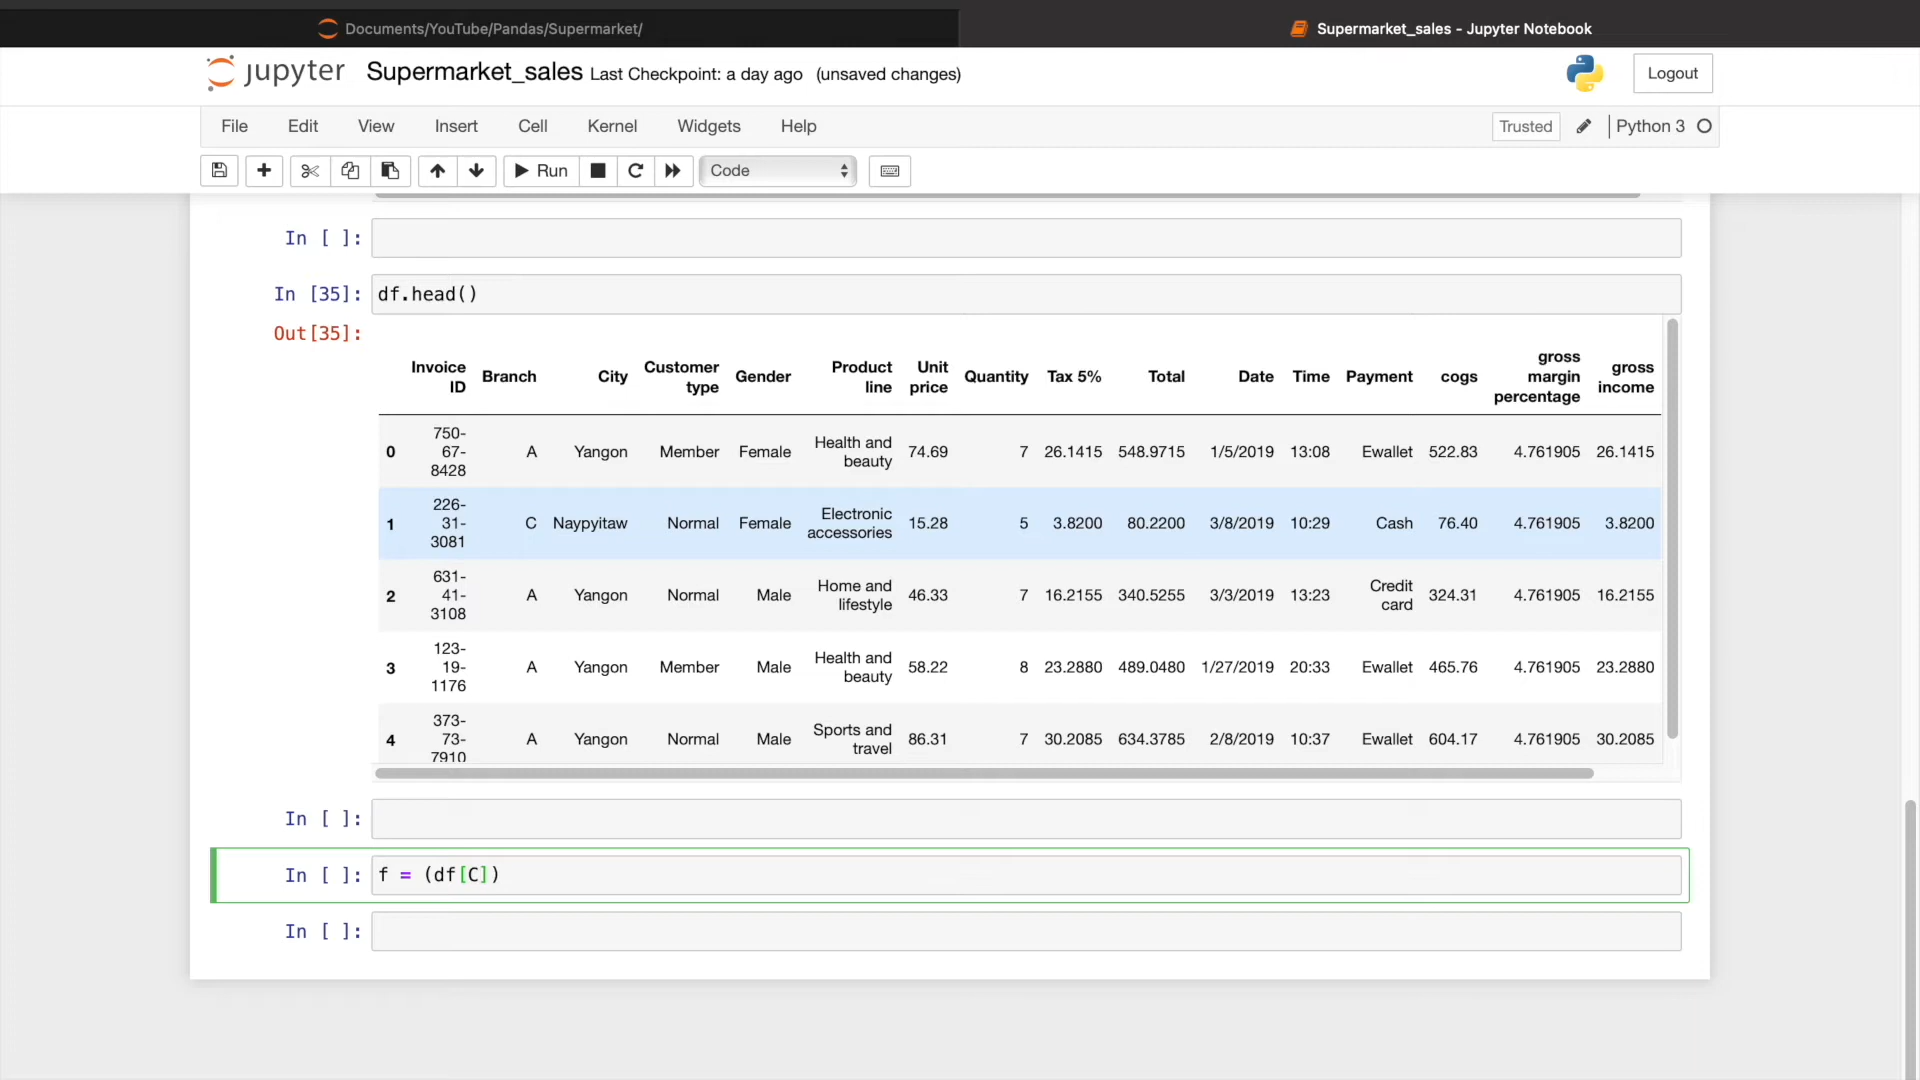 Documents/YouTube/Pandas/Supermarket/ Supermarket_sales - Jupyter Notebook
jupyter Supermarket_sales Last Checkpoint: a day ago (unsaved changes) Logout
File Edit View Insert Cell Kernel Widgets Help Trusted Python 3
Run Code
In [ ]:
In [35]: df.head()
Out[35]:
Invoice ID Branch City Customer type Gender Product line Unit price Quantity Tax 5% Total Date Time Payment cogs gross margin percentage gross income
0 750-67-8428 A Yangon Member Female Health and beauty 74.69 7 26.1415 548.9715 1/5/2019 13:08 Ewallet 522.83 4.761905 26.1415
1 226-31-3081 C Naypyitaw Normal Female Electronic accessories 15.28 5 3.8200 80.2200 3/8/2019 10:29 Cash 76.40 4.761905 3.8200
2 631-41-3108 A Yangon Normal Male Home and lifestyle 46.33 7 16.2155 340.5255 3/3/2019 13:23 Credit card 324.31 4.761905 16.2155
3 123-19-1176 A Yangon Member Male Health and beauty 58.22 8 23.2880 489.0480 1/27/2019 20:33 Ewallet 465.76 4.761905 23.2880
4 373-73-7910 A Yangon Normal Male Sports and travel 86.31 7 30.2085 634.3785 2/8/2019 10:37 Ewallet 604.17 4.761905 30.2085
In [ ]:
In [ ]: f = (df[C])
In [ ]: